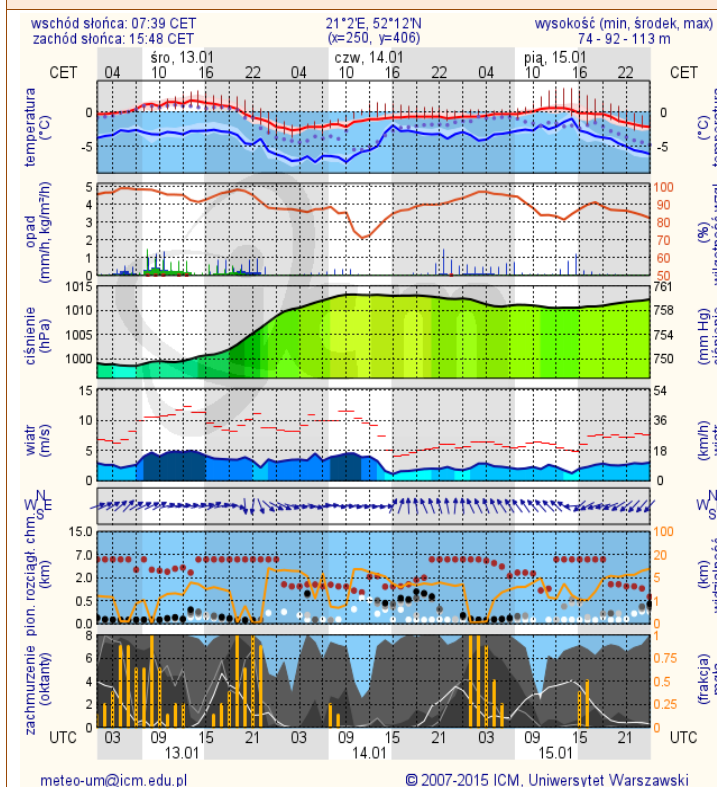 wschód słońca: 07:39 CET 21°2'E, 52°12'N wysokość (min, środek, max)
zachód słońca: 15:48 CET (x=250, y=406) 74 - 92 - 113 m
śro, 13.01 czw, 14.01 pią, 15.01
CET 04 10 16 22 04 10 16 22 04 10 16 22 CET
temperatura
(°C)
0
-5
0
-5
(°C)
opad
(mm/h, kg/m²/h)
5
4
3
2
1
0
100
90
80
70
60
50
(%)
ciśnienie
(hPa)
1015
1010
1005
1000
761
758
754
750
(mm Hg)
ciśnienie
wiatr
(m/s)
15
10
5
0
54
36
18
0
(km/h)
N
W E
S
N
W
S
pion. rozciągł. chm.
(km)
15.0
7.0
2.0
0.5
0.0
100
20
5
1
0
(km)
zachmurzenie
(oktanty)
8
6
4
2
0
1
0.75
0.5
0.25
0
(frakcja)
UTC 03 09 15 21 03 09 15 21 03 09 15 21 UTC
13.01 14.01 15.01
meteo-um@icm.edu.pl © 2007-2015 ICM, Uniwersytet Warszawski